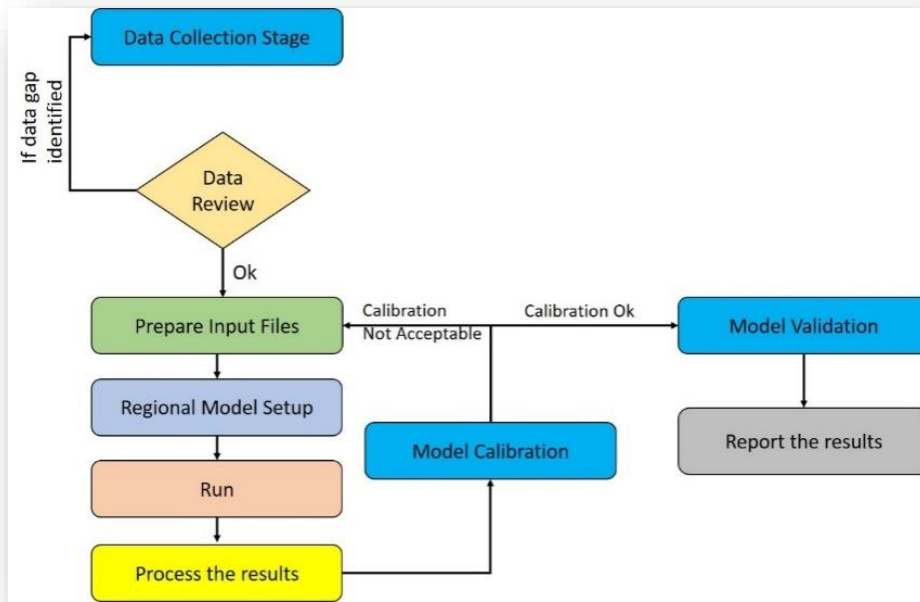 Data Collection Stage
If data gap
identified
Data
Review
Ok
Prepare Input Files
Calibration
Not Acceptable
Calibration Ok
Model Validation
Regional Model Setup
Model Calibration
Report the results
Run
Process the results